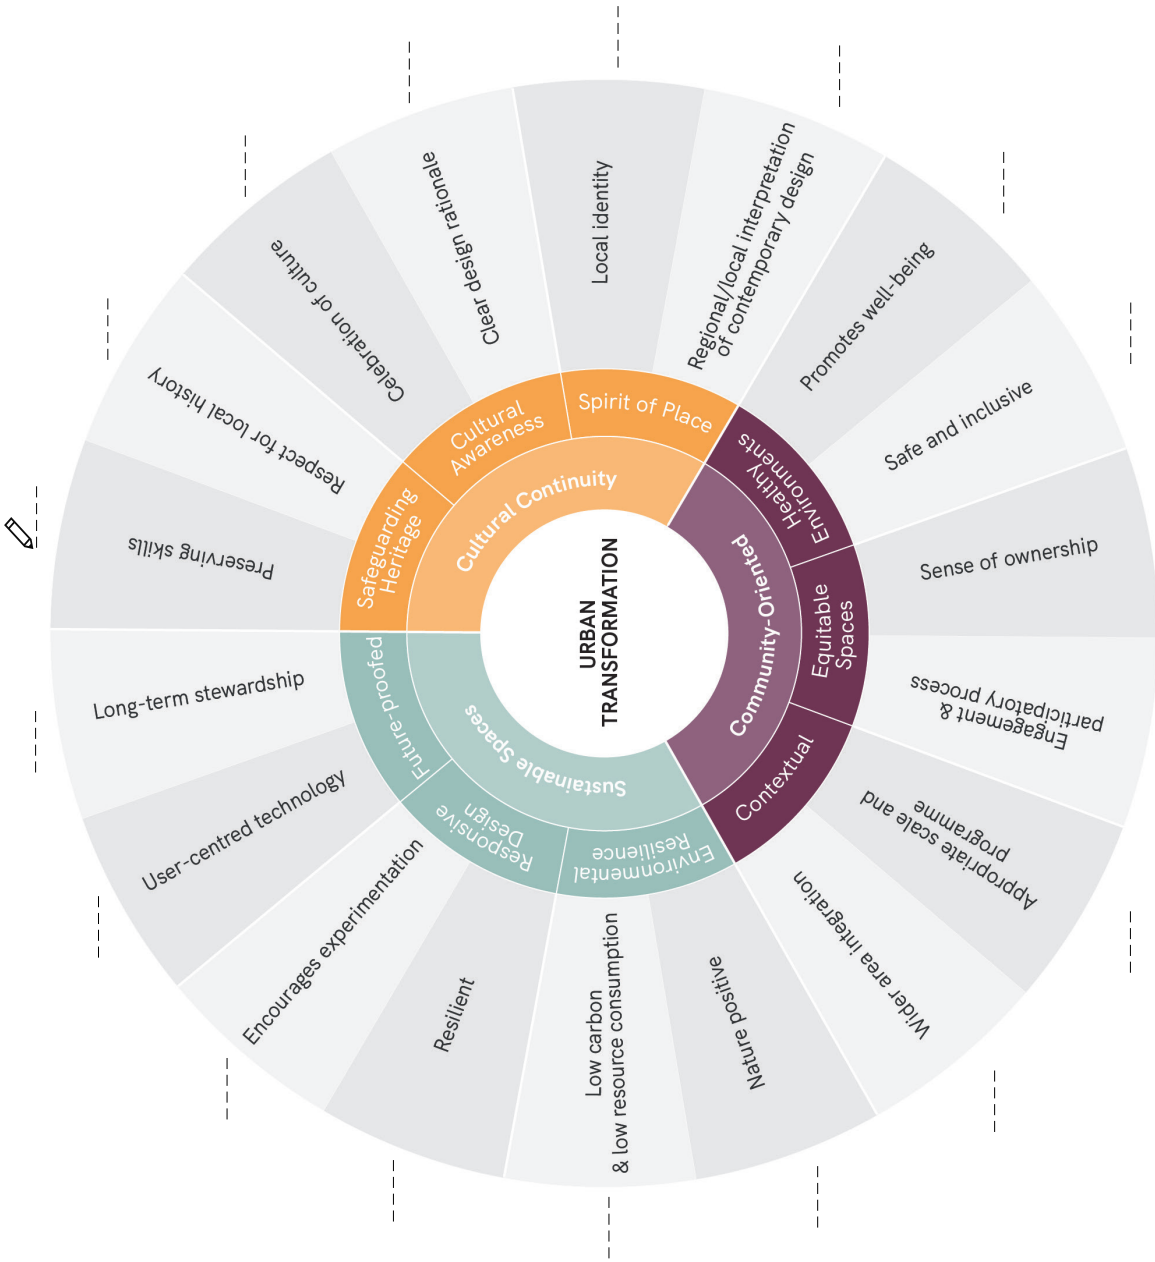 URBAN
TRANSFORMATION
Cultural Continuity
Safeguarding
Heritage
Preserving skills
Respect for local history
Cultural
Awareness
Celebration of culture
Clear design rationale
Spirit of Place
Local identity
Regional/local interpretation
of contemporary design
Community-Oriented
Healthy
Environments
Promotes well-being
Safe and inclusive
Equitable
Spaces
Sense of ownership
Engagement &
participatory process
Contextual
Appropriate scale and
programme
Wider area integration
Sustainable Spaces
Environmental
Resilience
Nature positive
Low carbon
& low resource consumption
Responsive
Design
Resilient
Encourages experimentation
Future-proofed
User-centred technology
Long-term stewardship